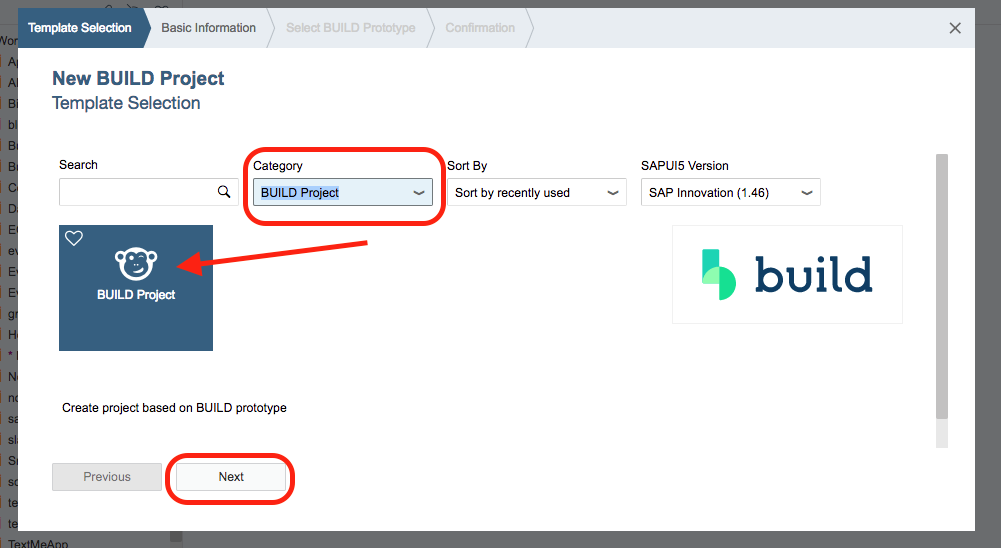 Template Selection
Basic Information
Select BUILD Prototype
Confirmation
New BUILD Project
Template Selection
Search
Category
Sort By
SAPUI5 Version
BUILD Project
Sort by recently used
SAP Innovation (1.46)
BUILD Project
build
Create project based on BUILD prototype
Previous
Next
TextMeApp